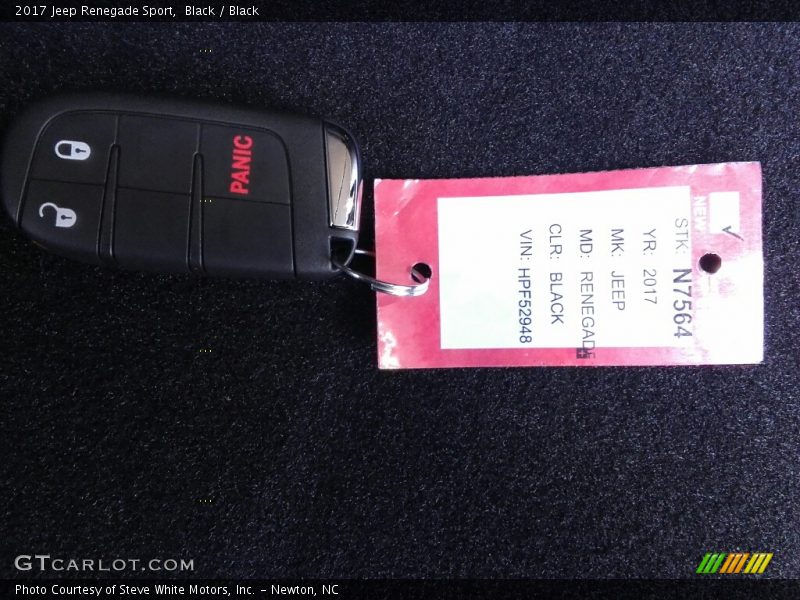 2017 Jeep Renegade Sport,  Black / Black
PANIC
NEW
STK: N7564
YR: 2017
MK: JEEP
MD: RENEGADE
CLR: BLACK
VIN: HPF52948
GTCARLOT.COM
Photo Courtesy of Steve White Motors, Inc. – Newton, NC